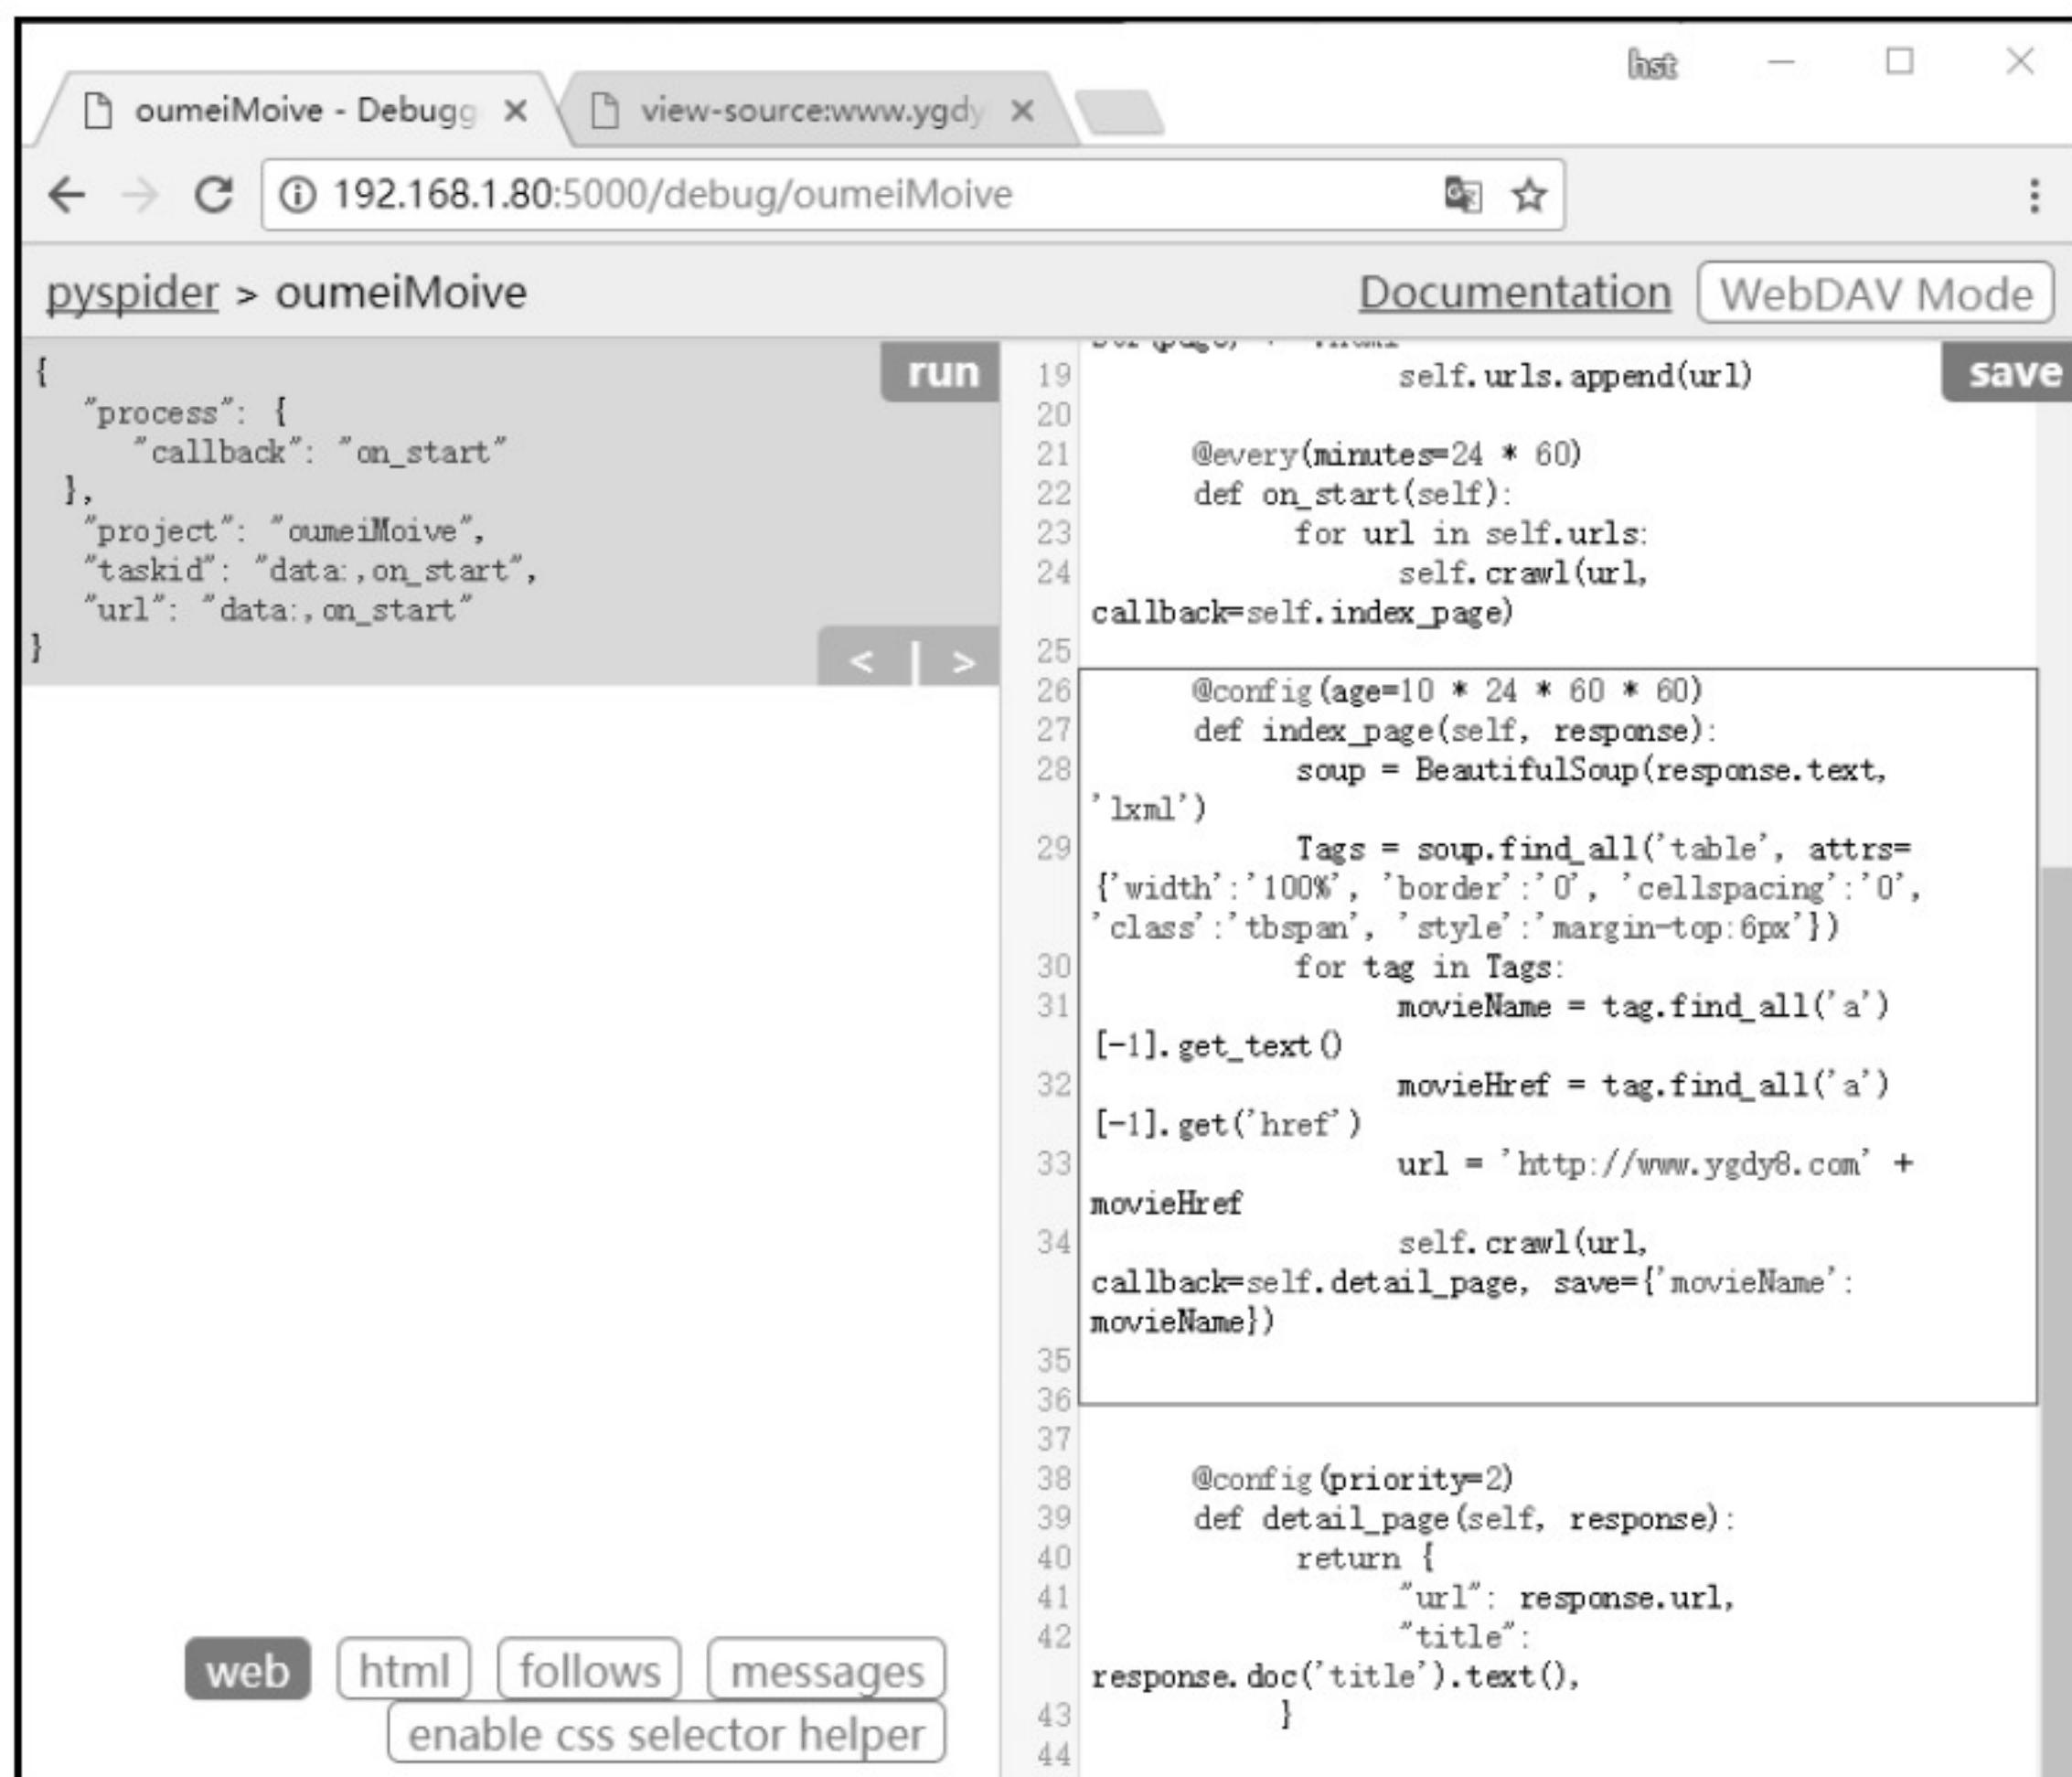 hst
oumeiMoive - Debugg
view-source:www.ygdy
192.168.1.80:5000/debug/oumeiMoive
pyspider > oumeiMoive
Documentation
WebDAV Mode
{
"process": {
"callback": "on_start"
},
"project": "oumeiMoive",
"taskid": "data:,on_start",
"url": "data:,on_start"
}
run
< | >
web
html
follows
messages
enable css selector helper
save
19 self.urls.append(url)
20
21 @every(minutes=24 * 60)
22 def on_start(self):
23 for url in self.urls:
24 self.crawl(url,
callback=self.index_page)
25
26 @config(age=10 * 24 * 60 * 60)
27 def index_page(self, response):
28 soup = BeautifulSoup(response.text,
'lxml')
29 Tags = soup.find_all('table', attrs=
{'width':'100%', 'border':'0', 'cellspacing':'0',
'class':'tbspan', 'style':'margin-top:6px'})
30 for tag in Tags:
31 movieName = tag.find_all('a')
[-1].get_text()
32 movieHref = tag.find_all('a')
[-1].get('href')
33 url = 'http://www.ygdy8.com' +
movieHref
34 self.crawl(url,
callback=self.detail_page, save={'movieName':
movieName})
35
36
37
38 @config(priority=2)
39 def detail_page(self, response):
40 return {
41 "url": response.url,
42 "title":
response.doc('title').text(),
43 }
44